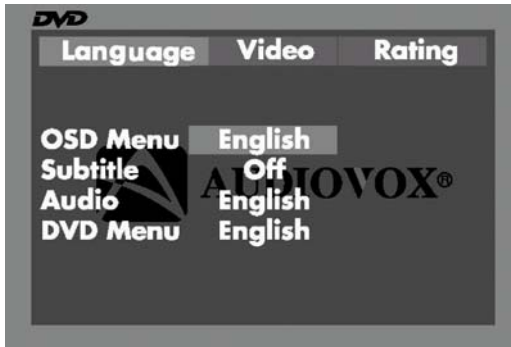 DVD
Language Video Rating
OSD Menu English
Subtitle Off
AUDIOVOX®
Audio English
DVD Menu English